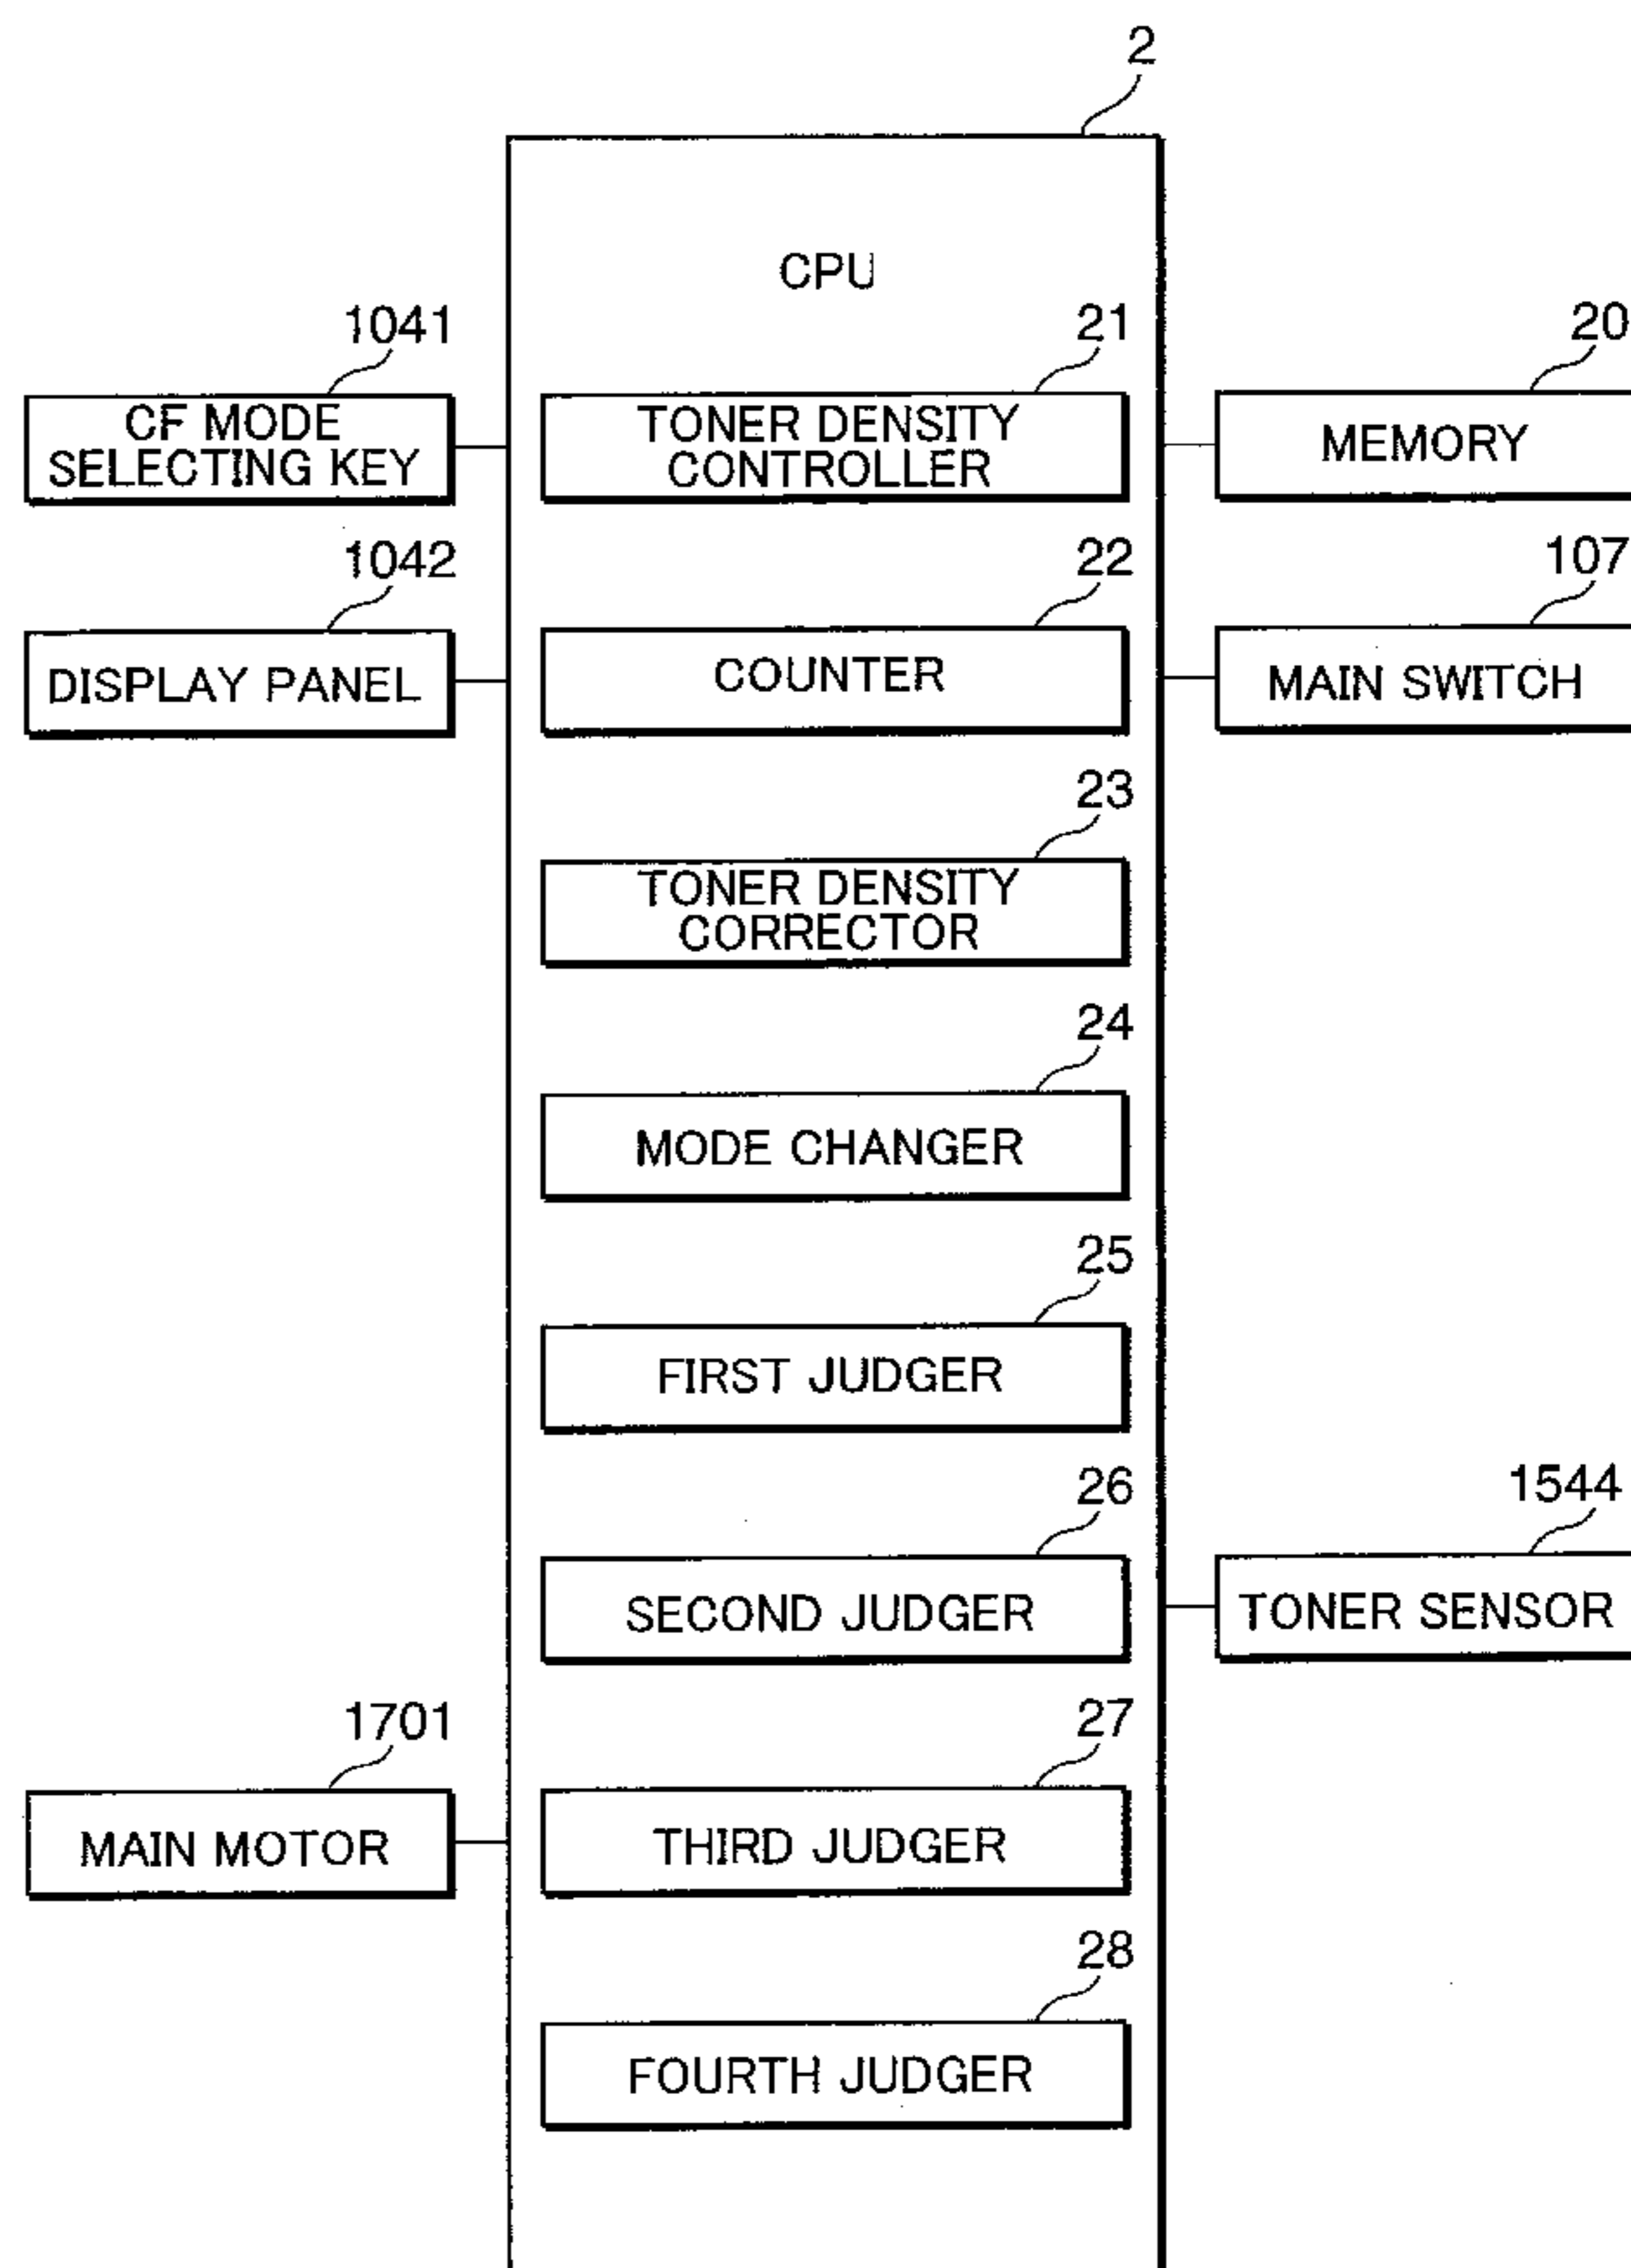 2
CPU
1041
21
20
CF MODE
SELECTING KEY
TONER DENSITY
CONTROLLER
MEMORY
1042
22
107
DISPLAY PANEL
COUNTER
MAIN SWITCH
23
TONER DENSITY
CORRECTOR
24
MODE CHANGER
25
FIRST JUDGER
26
1544
SECOND JUDGER
TONER SENSOR
1701
27
MAIN MOTOR
THIRD JUDGER
28
FOURTH JUDGER